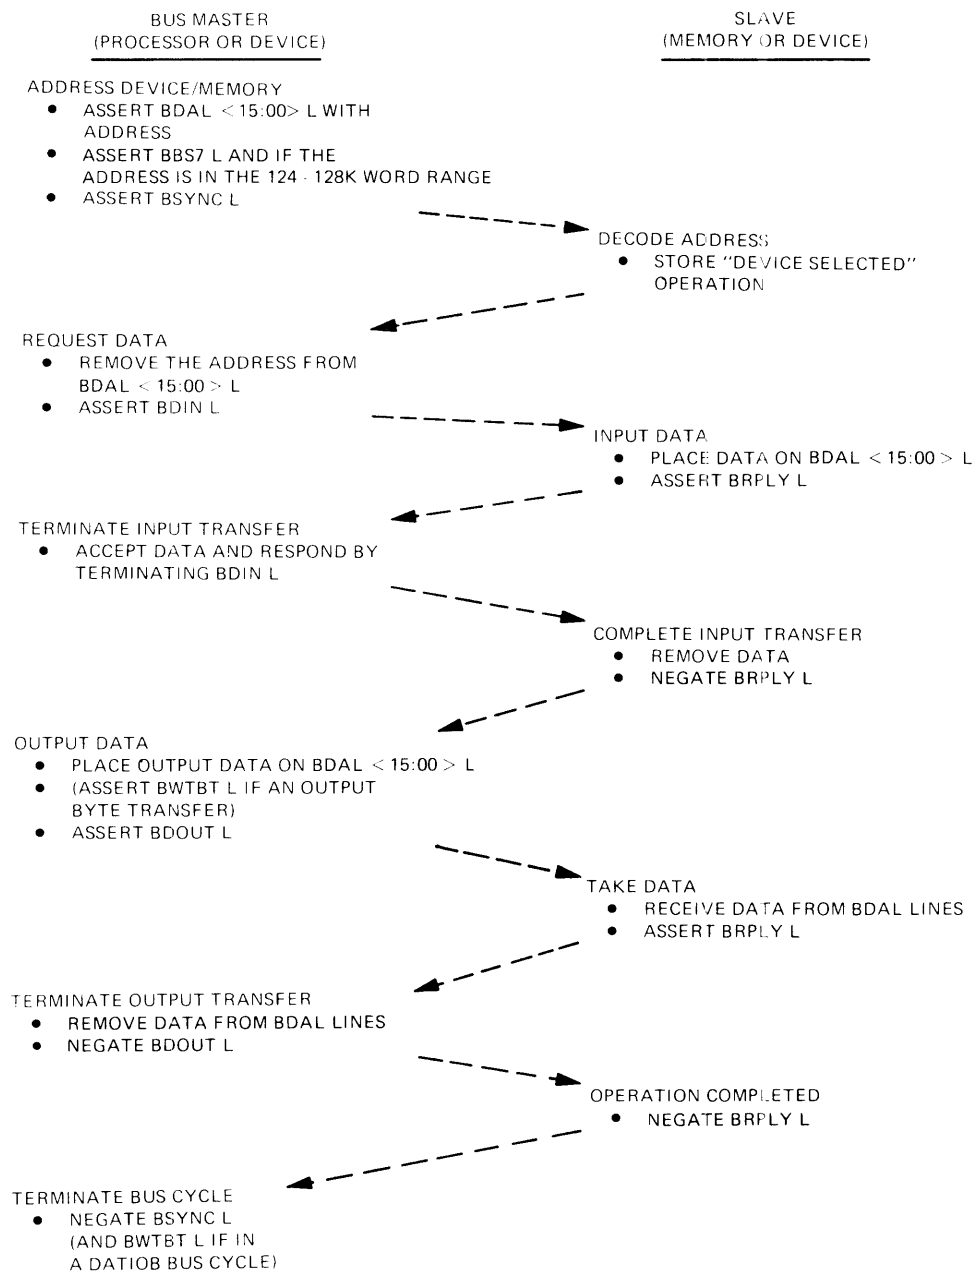 BUS MASTER
(PROCESSOR OR DEVICE)
SLAVE
(MEMORY OR DEVICE)
ADDRESS DEVICE/MEMORY
● ASSERT BDAL <15:00> L WITH
ADDRESS
● ASSERT BBS7 L AND IF THE
ADDRESS IS IN THE 124 - 128K WORD RANGE
● ASSERT BSYNC L
DECODE ADDRESS
● STORE "DEVICE SELECTED"
OPERATION
REQUEST DATA
● REMOVE THE ADDRESS FROM
BDAL <15:00> L
● ASSERT BDIN L
INPUT DATA
● PLACE DATA ON BDAL <15:00> L
● ASSERT BRPLY L
TERMINATE INPUT TRANSFER
● ACCEPT DATA AND RESPOND BY
TERMINATING BDIN L
COMPLETE INPUT TRANSFER
● REMOVE DATA
● NEGATE BRPLY L
OUTPUT DATA
● PLACE OUTPUT DATA ON BDAL <15:00> L
● (ASSERT BWTBT L IF AN OUTPUT
BYTE TRANSFER)
● ASSERT BDOUT L
TAKE DATA
● RECEIVE DATA FROM BDAL LINES
● ASSERT BRPLY L
TERMINATE OUTPUT TRANSFER
● REMOVE DATA FROM BDAL LINES
● NEGATE BDOUT L
OPERATION COMPLETED
● NEGATE BRPLY L
TERMINATE BUS CYCLE
● NEGATE BSYNC L
(AND BWTBT L IF IN
A DATIOB BUS CYCLE)